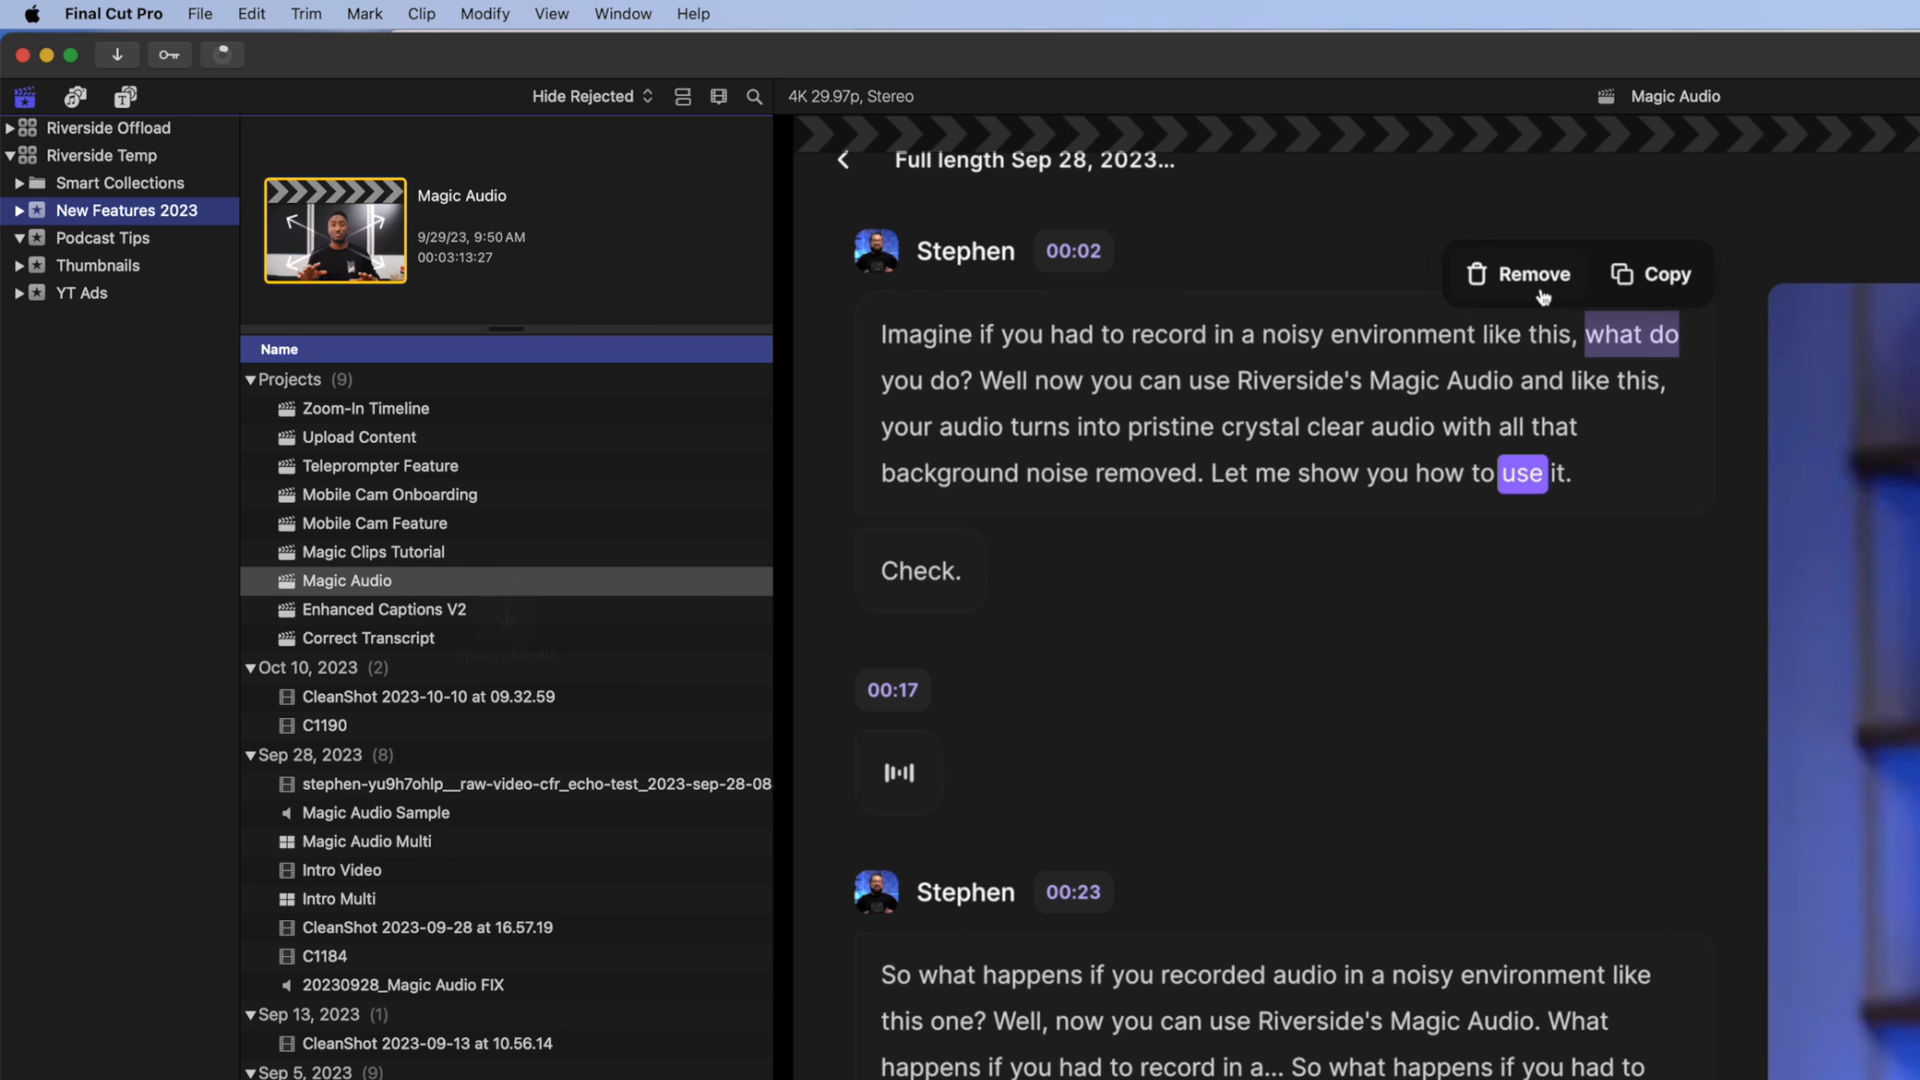 Final Cut Pro File Edit Trim Mark Clip Modify View Window Help
Hide Rejected
4K 29.97p, Stereo
Magic Audio
Riverside Offload
Riverside Temp
Smart Collections
New Features 2023
Podcast Tips
Thumbnails
YT Ads
Magic Audio
9/29/23, 9:50 AM
00:03:13:27
Name
Projects (9)
Zoom-In Timeline
Upload Content
Teleprompter Feature
Mobile Cam Onboarding
Mobile Cam Feature
Magic Clips Tutorial
Magic Audio
Enhanced Captions V2
Correct Transcript
Oct 10, 2023 (2)
CleanShot 2023-10-10 at 09.32.59
C1190
Sep 28, 2023 (8)
stephen-yu9h7ohlp__raw-video-cfr_echo-test_2023-sep-28-08
Magic Audio Sample
Magic Audio Multi
Intro Video
Intro Multi
CleanShot 2023-09-28 at 16.57.19
C1184
20230928_Magic Audio FIX
Sep 13, 2023 (1)
CleanShot 2023-09-13 at 10.56.14
Sep 5, 2023 (9)
Full length Sep 28, 2023...
Stephen 00:02
Remove Copy
Imagine if you had to record in a noisy environment like this, what do
you do? Well now you can use Riverside's Magic Audio and like this,
your audio turns into pristine crystal clear audio with all that
background noise removed. Let me show you how to use it.
Check.
00:17
Stephen 00:23
So what happens if you recorded audio in a noisy environment like
this one? Well, now you can use Riverside's Magic Audio. What
happens if you had to record in a... So what happens if you had to